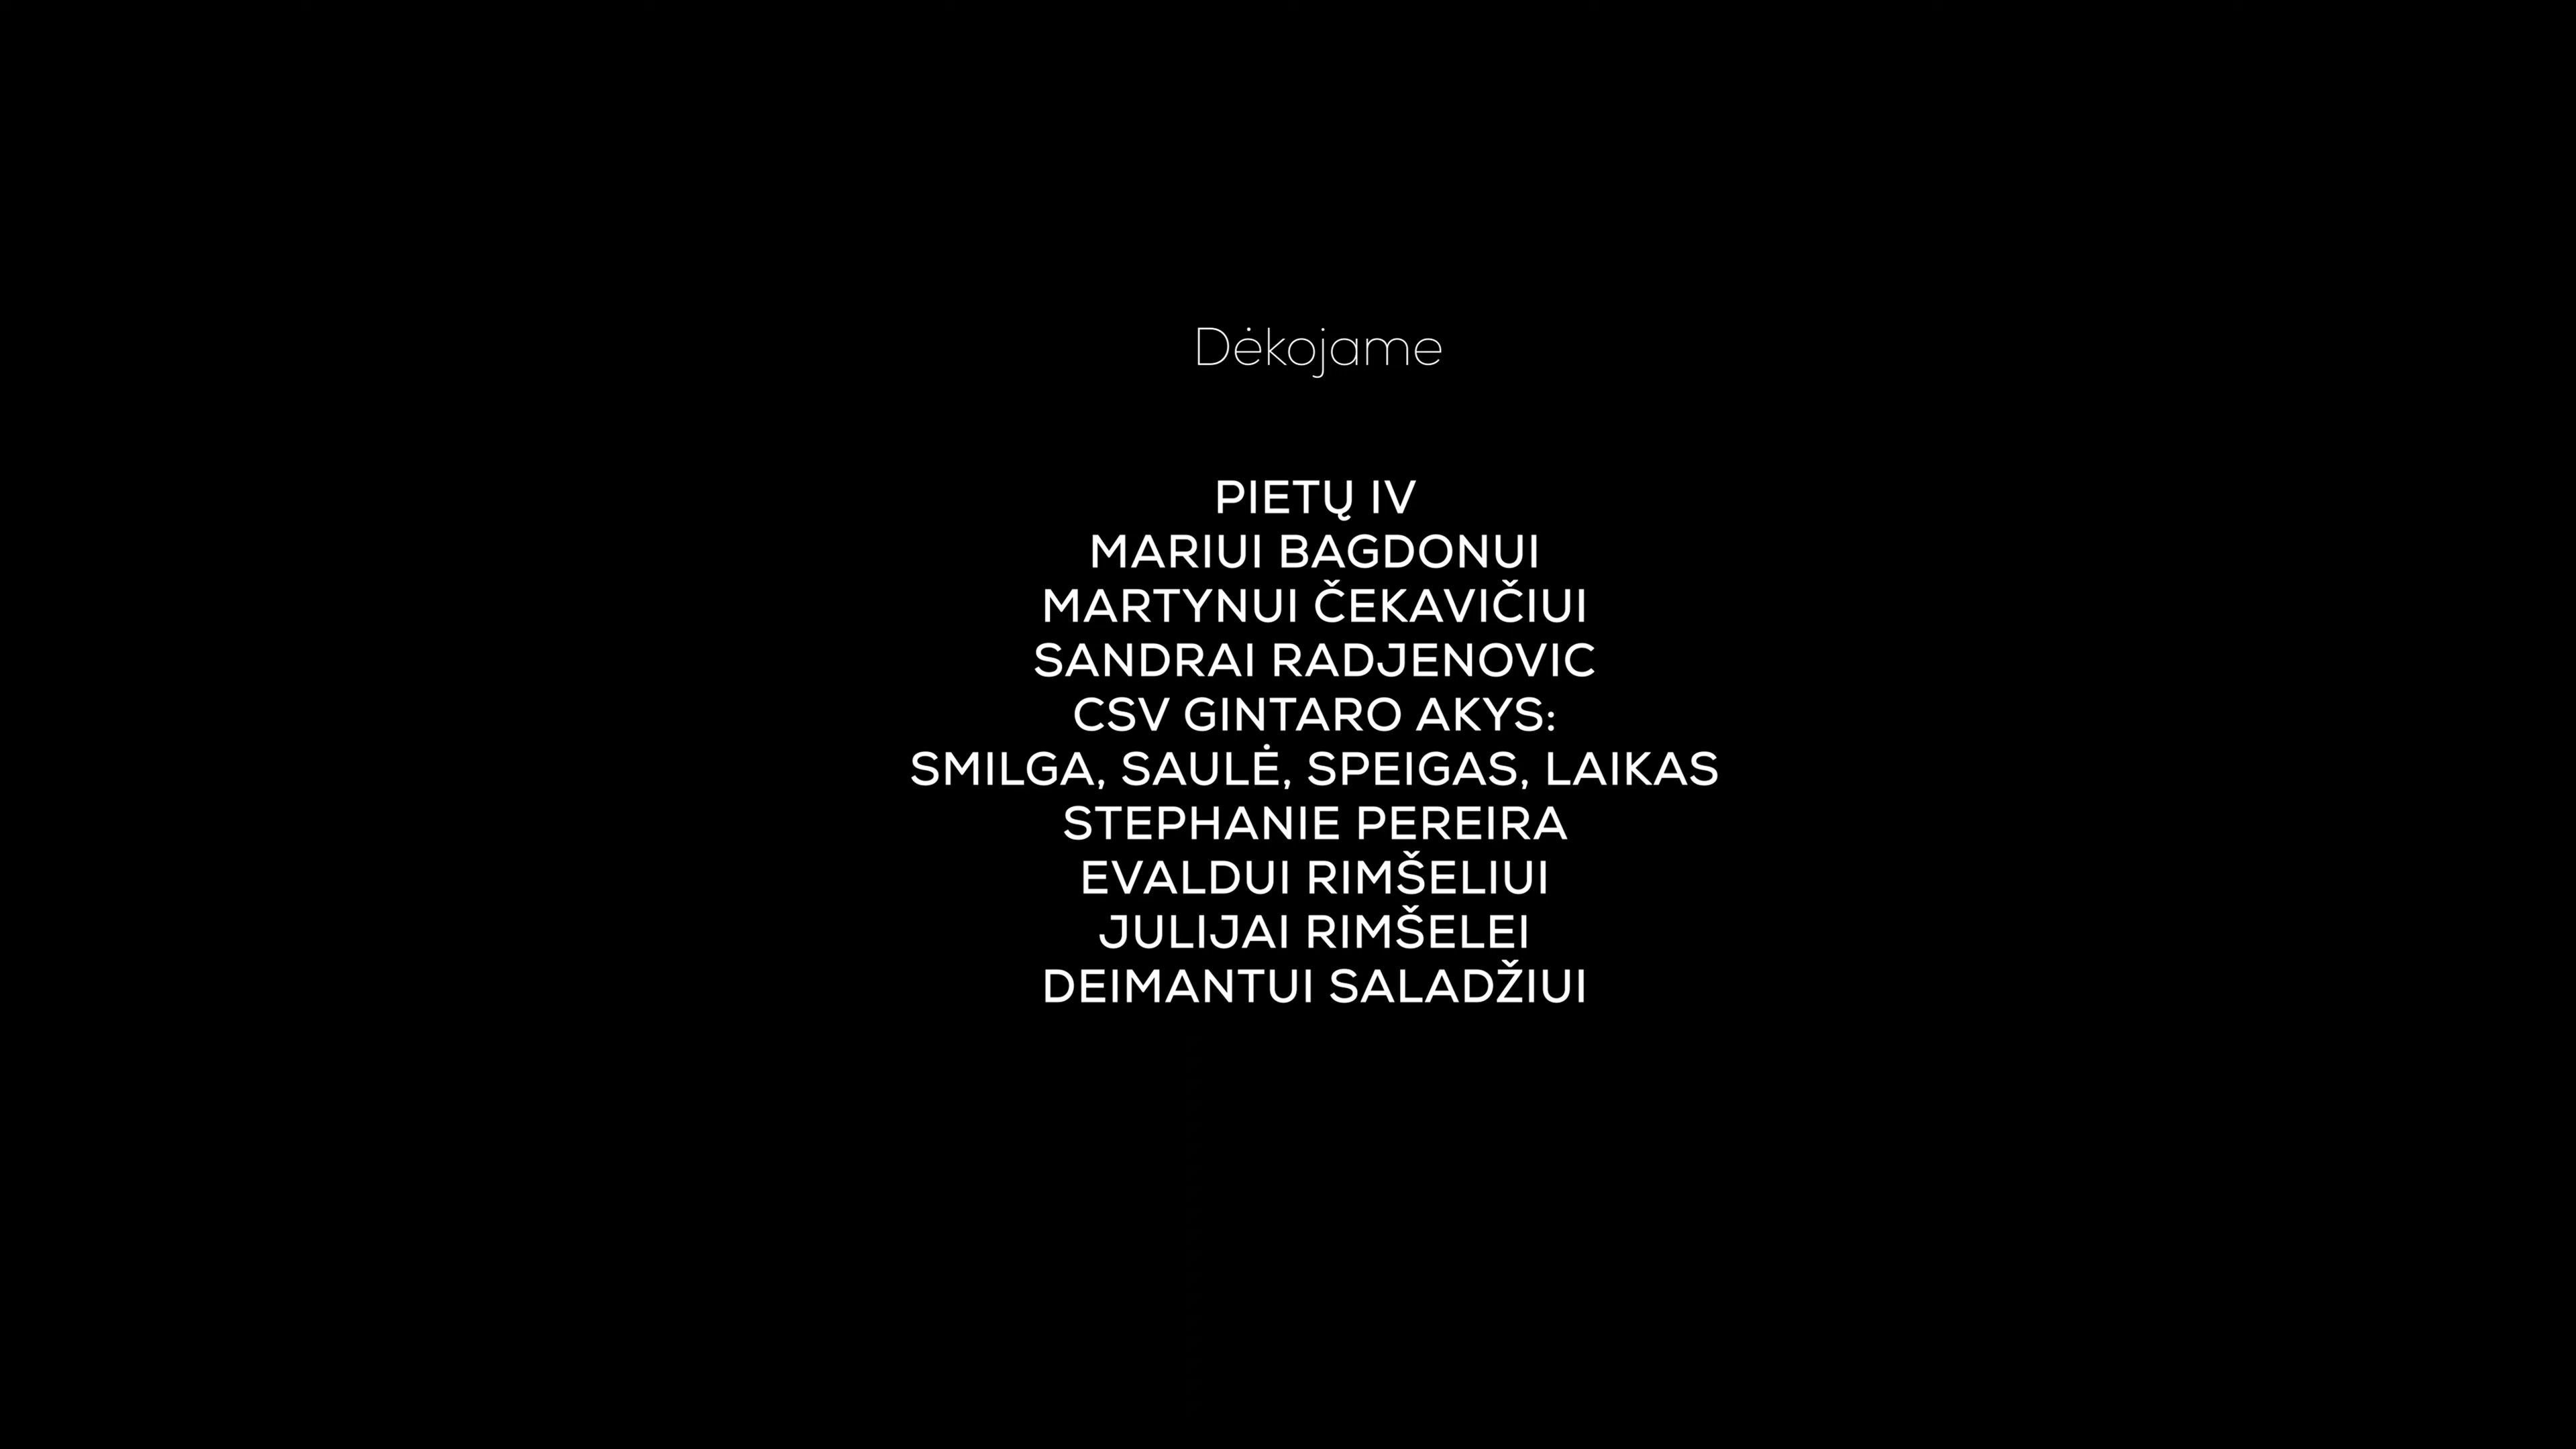 Dėkojame
PIETŲ IV
MARIUI BAGDONUI
MARTYNUI ČEKAVIČIUI
SANDRAI RADJENOVIC
CSV GINTARO AKYS:
SMILGA, SAULĖ, SPEIGAS, LAIKAS
STEPHANIE PEREIRA
EVALDUI RIMŠELIUI
JULIJAI RIMŠELEI
DEIMANTUI SALADŽIUI